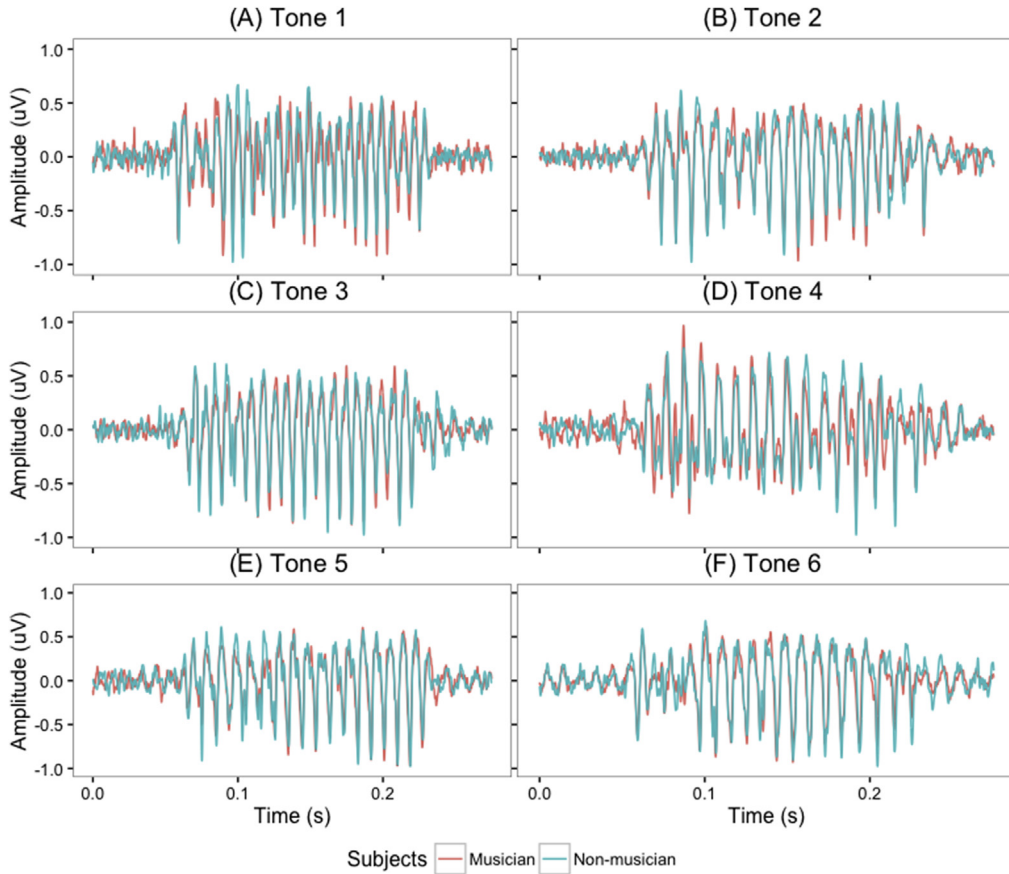 (A) Tone 1
(B) Tone 2
1.0
0.5
0.0
-0.5
-1.0
Amplitude (uV)
(C) Tone 3
(D) Tone 4
1.0
0.5
0.0
-0.5
-1.0
Amplitude (uV)
(E) Tone 5
(F) Tone 6
1.0
0.5
0.0
-0.5
-1.0
Amplitude (uV)
0.0 0.1 0.2
0.0 0.1 0.2
Time (s)
Time (s)
Subjects Musician Non-musician